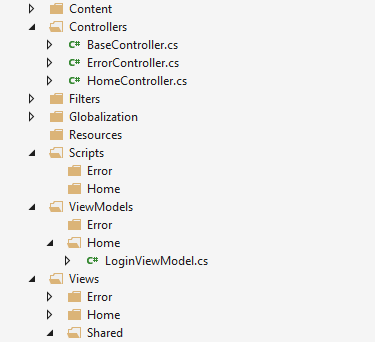 Content
Controllers
C# BaseController.cs
C# ErrorController.cs
C# HomeController.cs
Filters
Globalization
Resources
Scripts
Error
Home
ViewModels
Error
Home
C# LoginViewModel.cs
Views
Error
Home
Shared